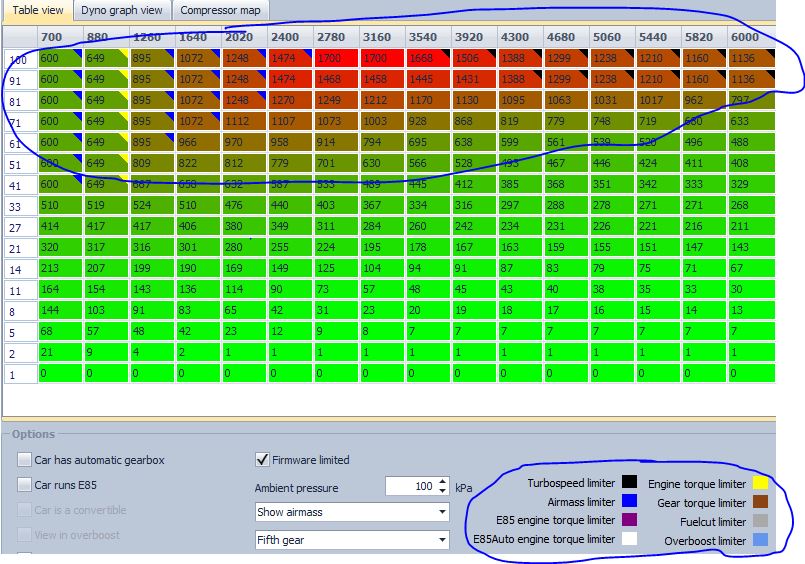 Table view Dyno graph view Compressor map
700 880 1260 1640 2020 2400 2780 3160 3540 3920 4300 4680 5060 5440 5820 6000
100 600 649 895 1072 1248 1474 1700 1700 1668 1506 1388 1299 1238 1210 1160 1136
91 600 649 895 1072 1248 1474 1468 1458 1445 1431 1388 1299 1238 1210 1160 1136
81 600 649 895 1072 1248 1270 1249 1212 1170 1130 1095 1063 1031 1017 962 797
71 600 649 895 1072 1112 1107 1073 1003 928 868 819 779 748 719 680 633
61 600 649 895 966 970 958 914 794 695 638 599 561 539 520 496 488
51 600 649 809 822 812 779 701 630 566 528 493 467 446 424 411 408
41 600 649 687 658 632 587 533 489 445 412 385 368 351 342 333 329
33 510 519 524 510 476 440 403 367 334 316 297 288 278 271 268 265
27 414 417 417 406 380 349 311 284 260 242 234 231 226 221 216 211
21 320 317 316 301 280 255 224 195 178 167 163 159 155 151 147 143
14 213 207 199 190 169 149 125 104 94 91 87 83 79 75 71 67
11 164 154 143 136 114 90 73 57 48 45 43 40 38 35 33 30
8 144 103 91 83 65 42 31 23 20 19 18 17 16 15 14 13
5 68 57 48 42 23 12 9 8 7 7 7 7 7 7 7 7
2 21 9 4 2 1 1 1 1 1 1 1 1 1 1 1 1
1 0 0 0 0 0 0 0 0 0 0 0 0 0 0 0 0
Options
Car has automatic gearbox
Car runs E85
Car is a convertible
View in overboost
Firmware limited
Ambient pressure 100 kPa
Show airmass
Fifth gear
Turbospeed limiter
Airmass limiter
E85 engine torque limiter
E85Auto engine torque limiter
Engine torque limiter
Gear torque limiter
Fuelcut limiter
Overboost limiter